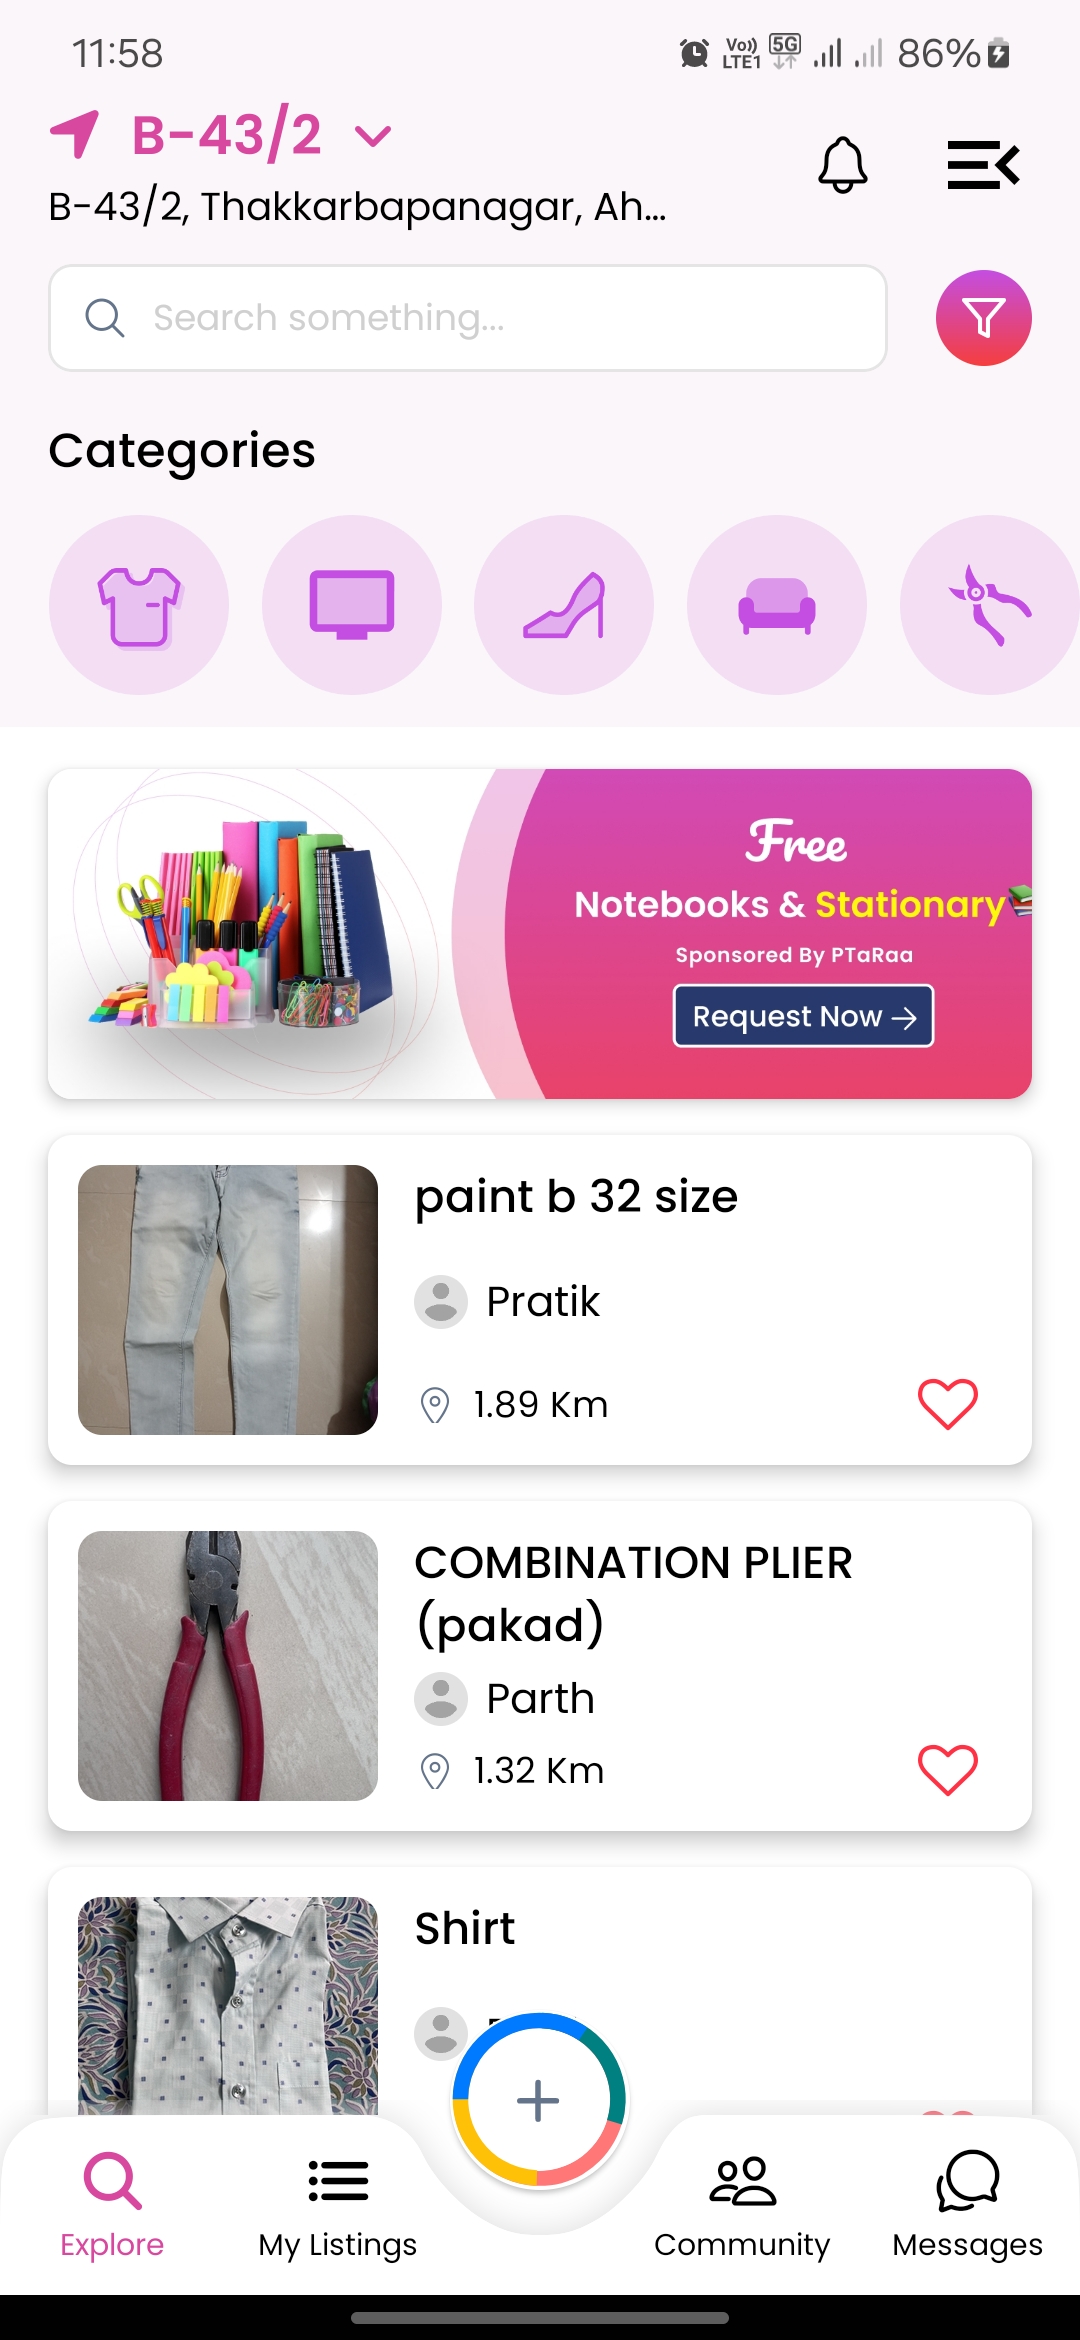 11:58
Vo)) LTE1 5G 86%
B-43/2
B-43/2, Thakkarbapanagar, Ah...
Search something...
Categories
Free
Notebooks & Stationary
Sponsored By PTaRaa
Request Now
paint b 32 size
Pratik
1.89 Km
COMBINATION PLIER
(pakad)
Parth
1.32 Km
Shirt
Explore
My Listings
Community
Messages